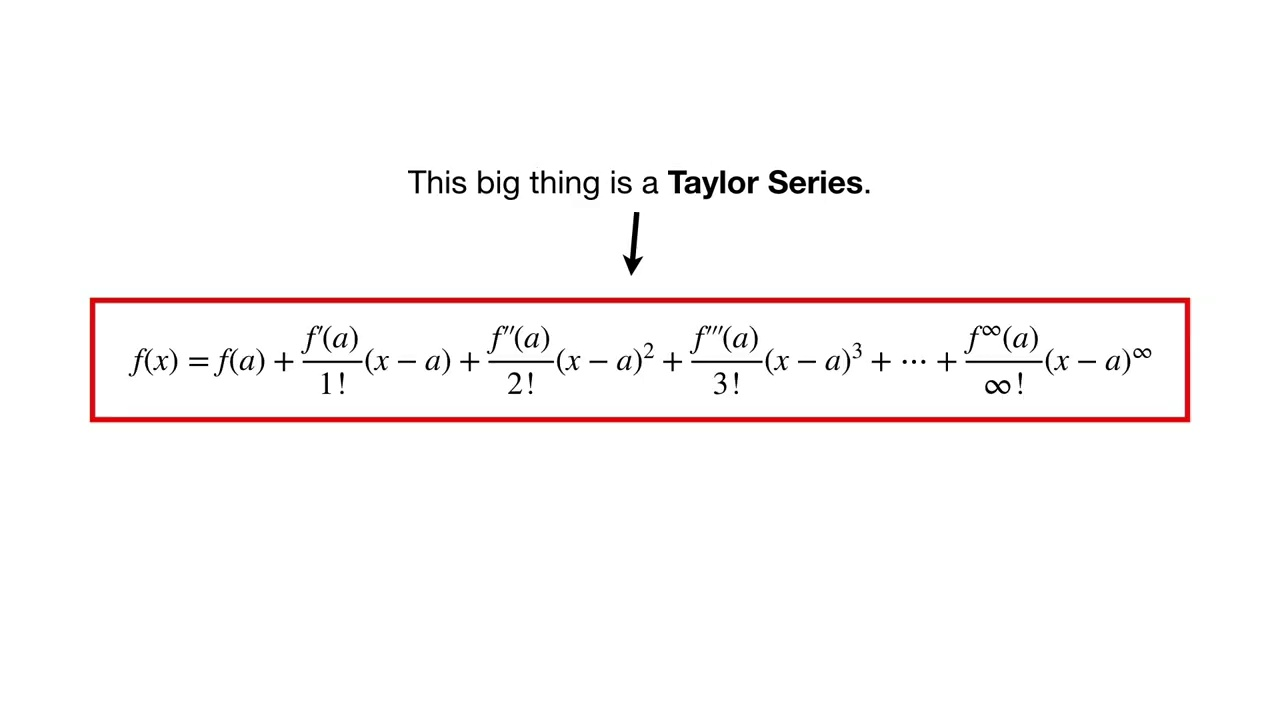 This big thing is a Taylor Series.
f(x) = f(a) + f′(a)/1! (x − a) + f″(a)/2! (x − a)² + f‴(a)/3! (x − a)³ + ⋯ + f^∞(a)/∞! (x − a)^∞